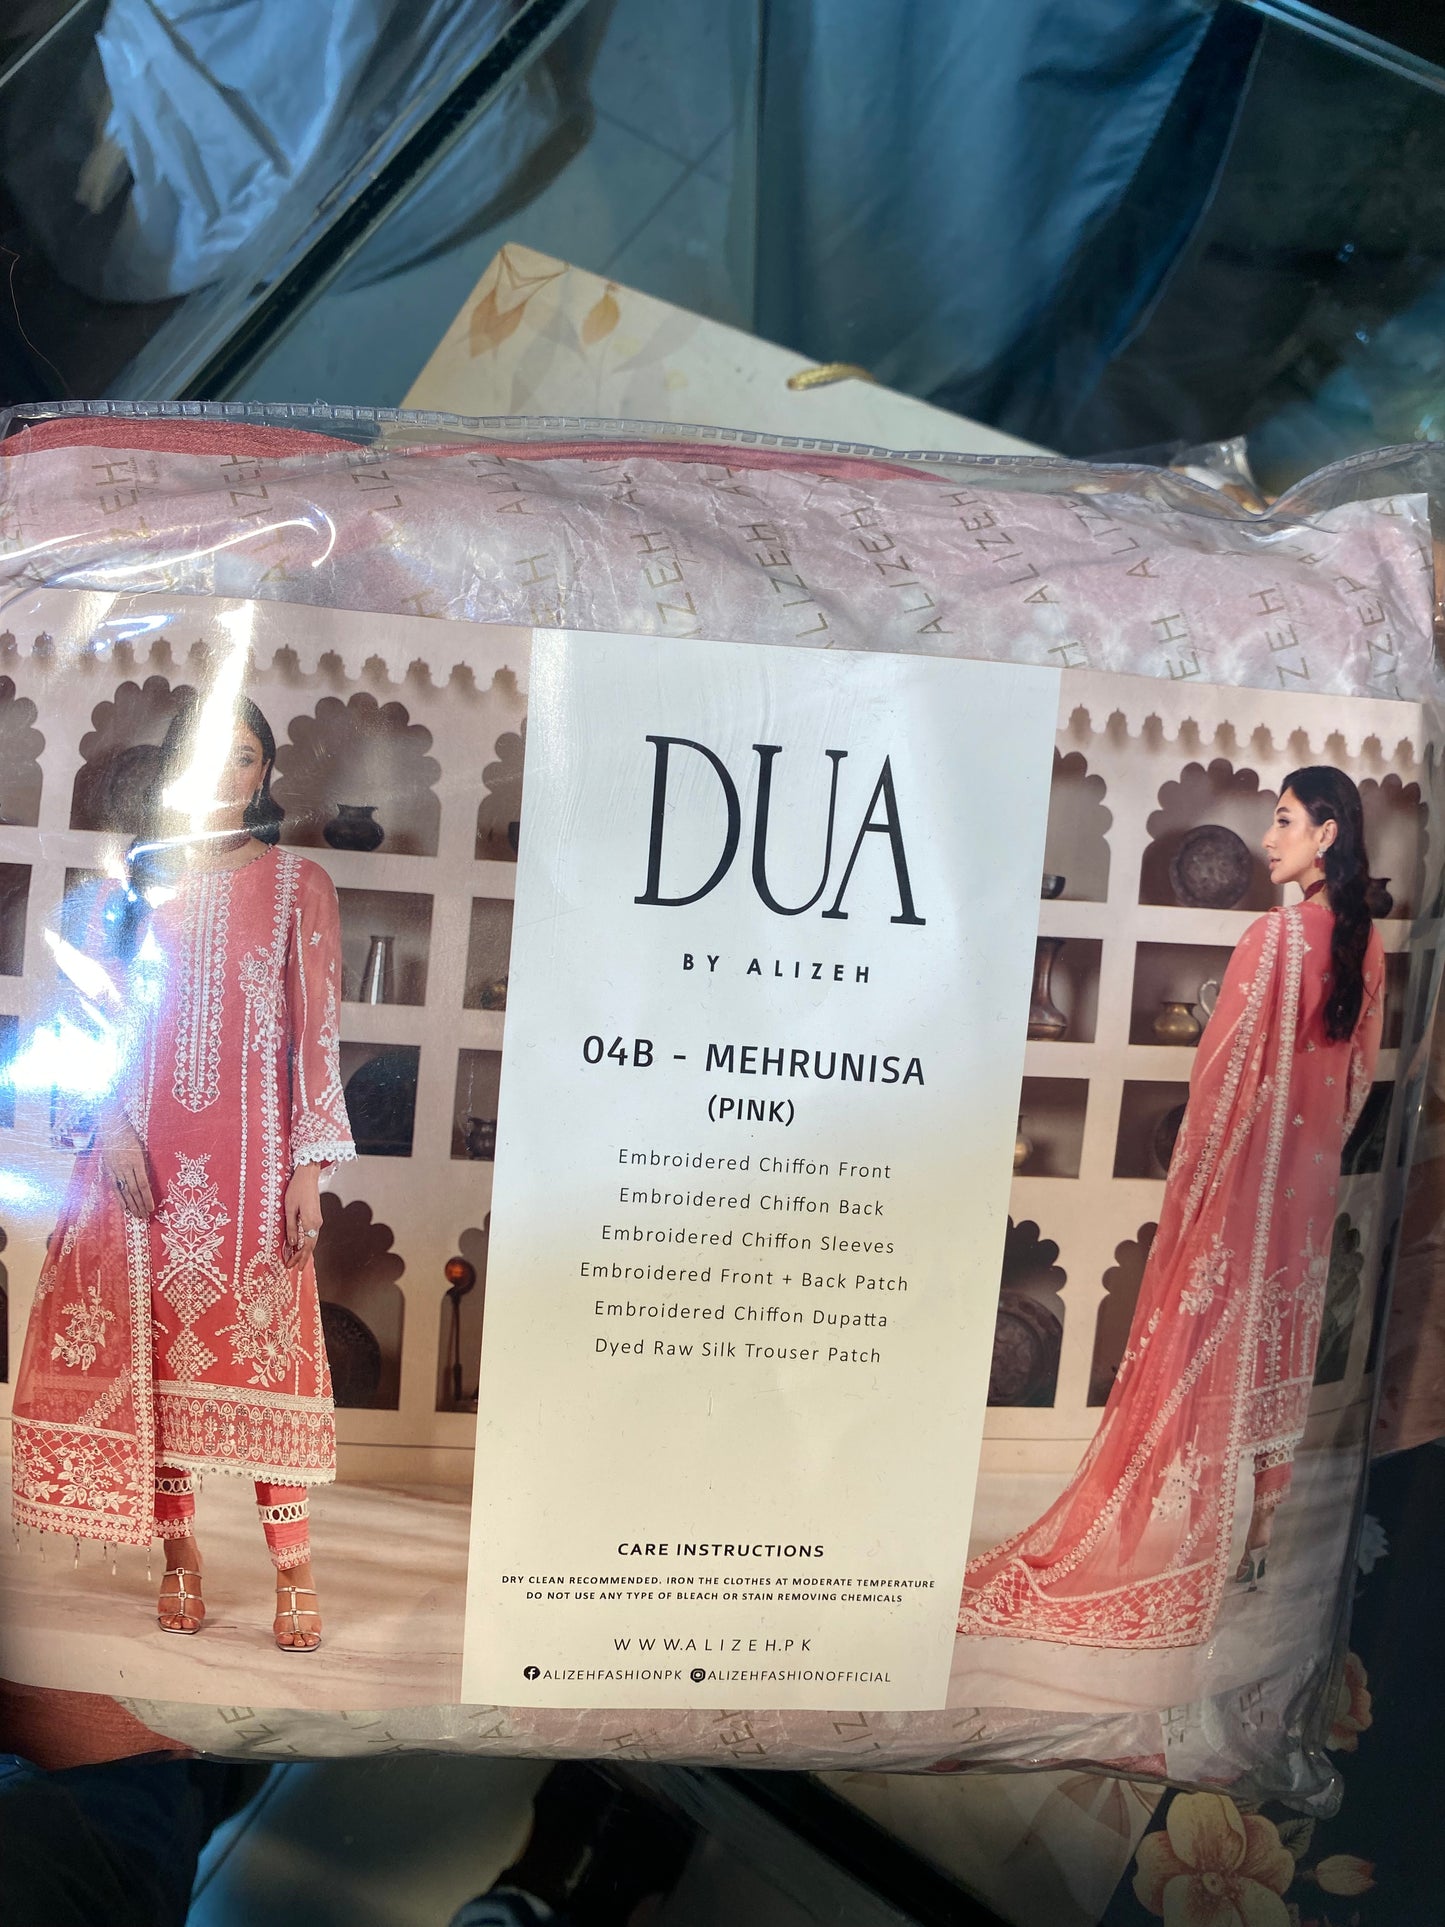 ALIZEH
DUA
BY ALIZEH
04B - MEHRUNISA
(PINK)
Embroidered Chiffon Front
Embroidered Chiffon Back
Embroidered Chiffon Sleeves
Embroidered Front + Back Patch
Embroidered Chiffon Dupatta
Dyed Raw Silk Trouser Patch
CARE INSTRUCTIONS
DRY CLEAN RECOMMENDED. IRON THE CLOTHES AT MODERATE TEMPERATURE
DO NOT USE ANY TYPE OF BLEACH OR STAIN REMOVING CHEMICALS
WWW.ALIZEH.PK
ALIZEHFASHIONPK ALIZEHFASHIONOFFICIAL